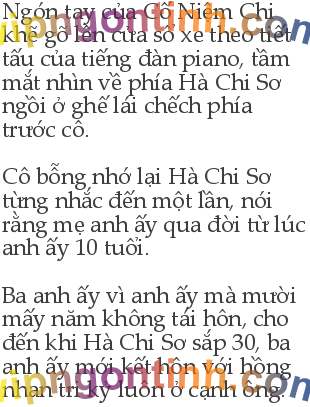 Ngón tay của Cố Niệm Chi
khẽ gõ lên cửa sổ xe theo tiết
tấu của tiếng đàn piano, tầm
mắt nhìn về phía Hà Chi Sơ
ngồi ở ghế lái chếch phía
trước cô.
Cô bỗng nhớ lại Hà Chi Sơ
từng nhắc đến một lần, nói
rằng mẹ anh ấy qua đời từ lúc
anh ấy 10 tuổi.
Ba anh ấy vì anh ấy mà mười
mấy năm không tái hôn, cho
đến khi Hà Chi Sơ sắp 30, ba
anh ấy mới kết hôn với hồng
nhan tri kỷ luôn ở cạnh ông.
vipngontinh.com
vipngontinh.com